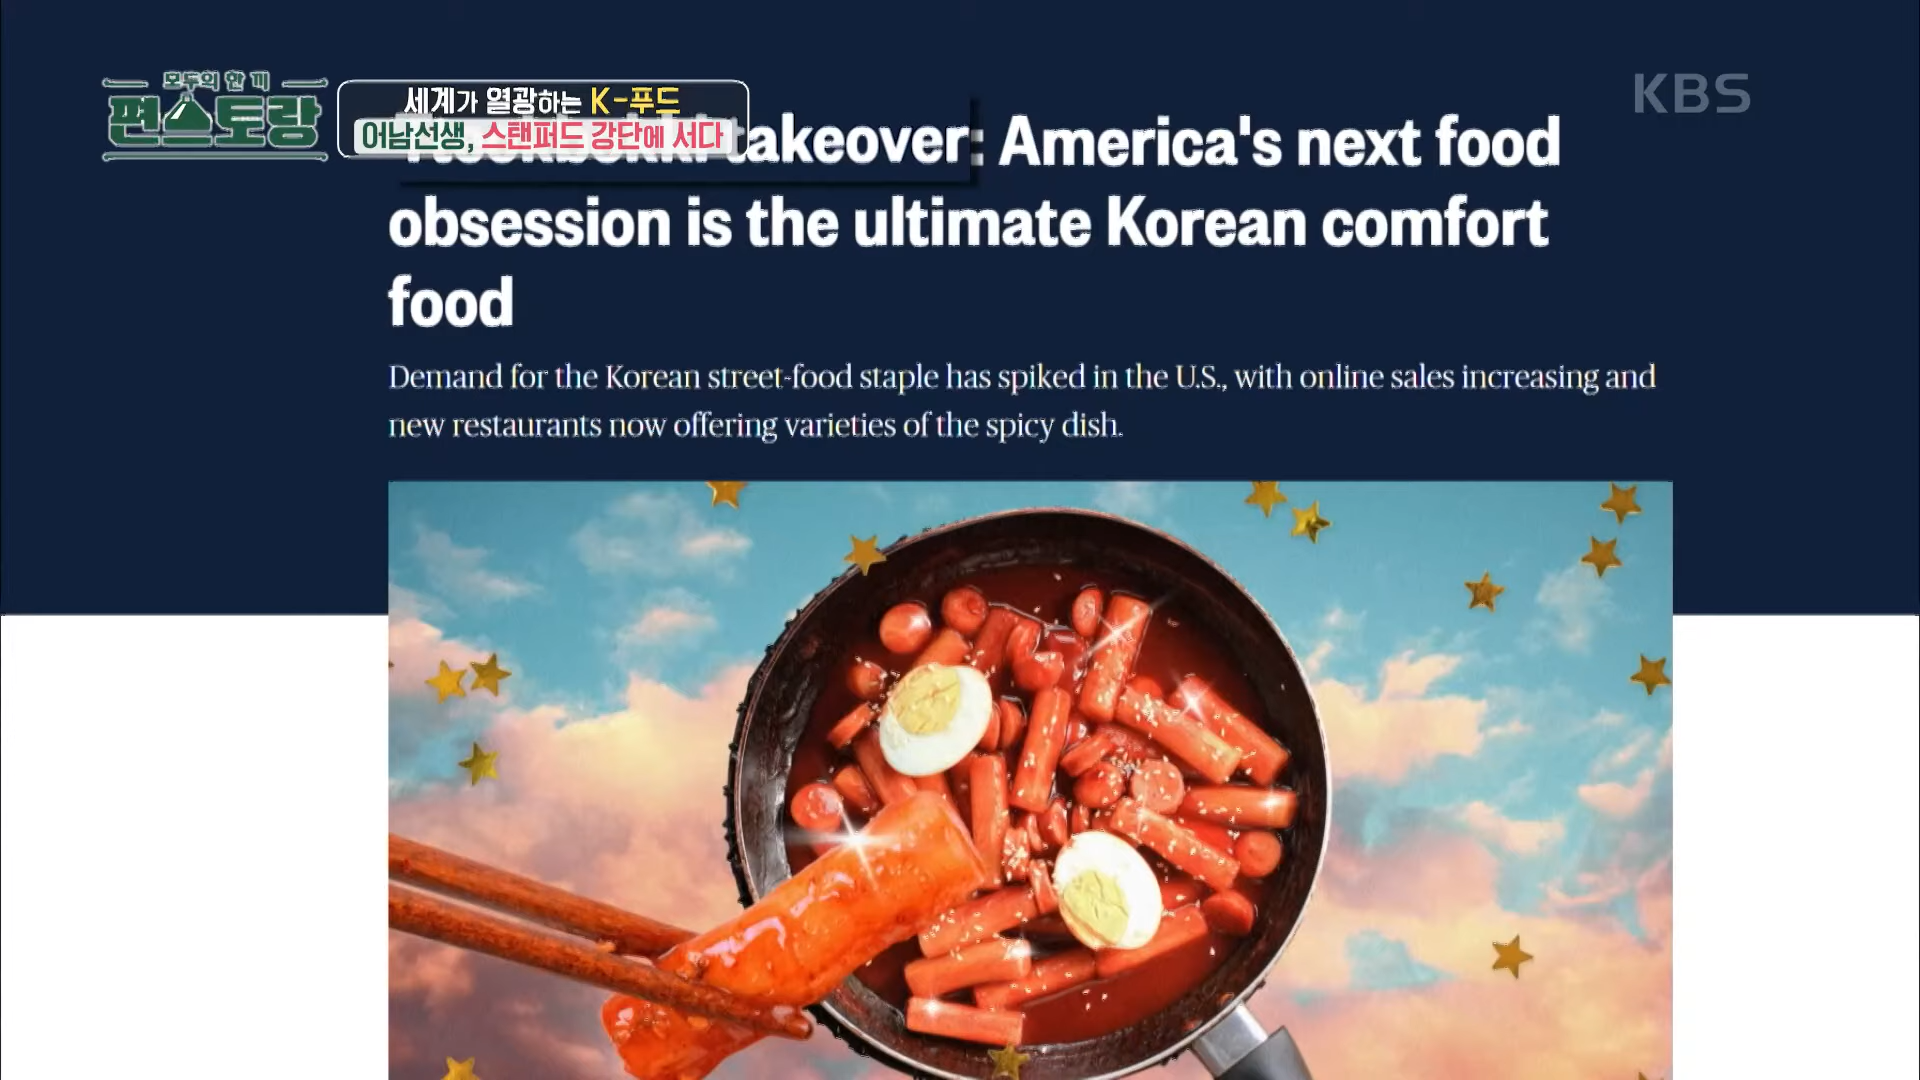 모두의 한 끼
편스토랑
세계가 열광하는 K-푸드
어남선생, 스탠퍼드 강단에 서다
KBS
takeover: America's next food
obsession is the ultimate Korean comfort
food
Demand for the Korean street-food staple has spiked in the U.S., with online sales increasing and
new restaurants now offering varieties of the spicy dish.